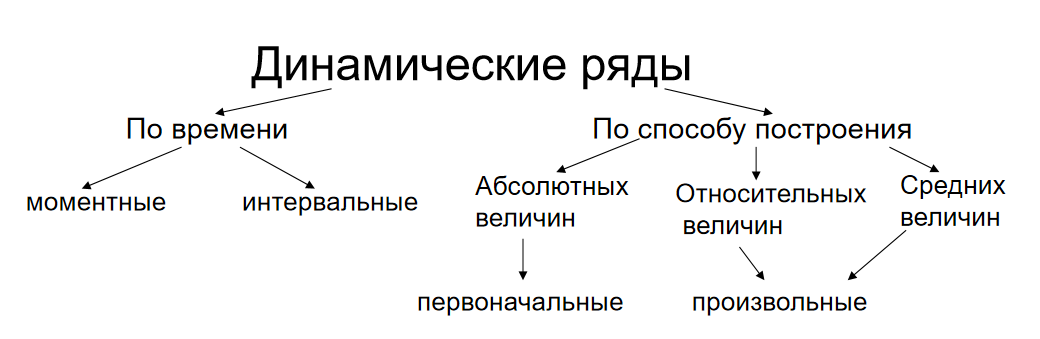 Динамические ряды
По времени
По способу построения
моментные
интервальные
Абсолютных
величин
Относительных
величин
Средних
величин
первоначальные
произвольные